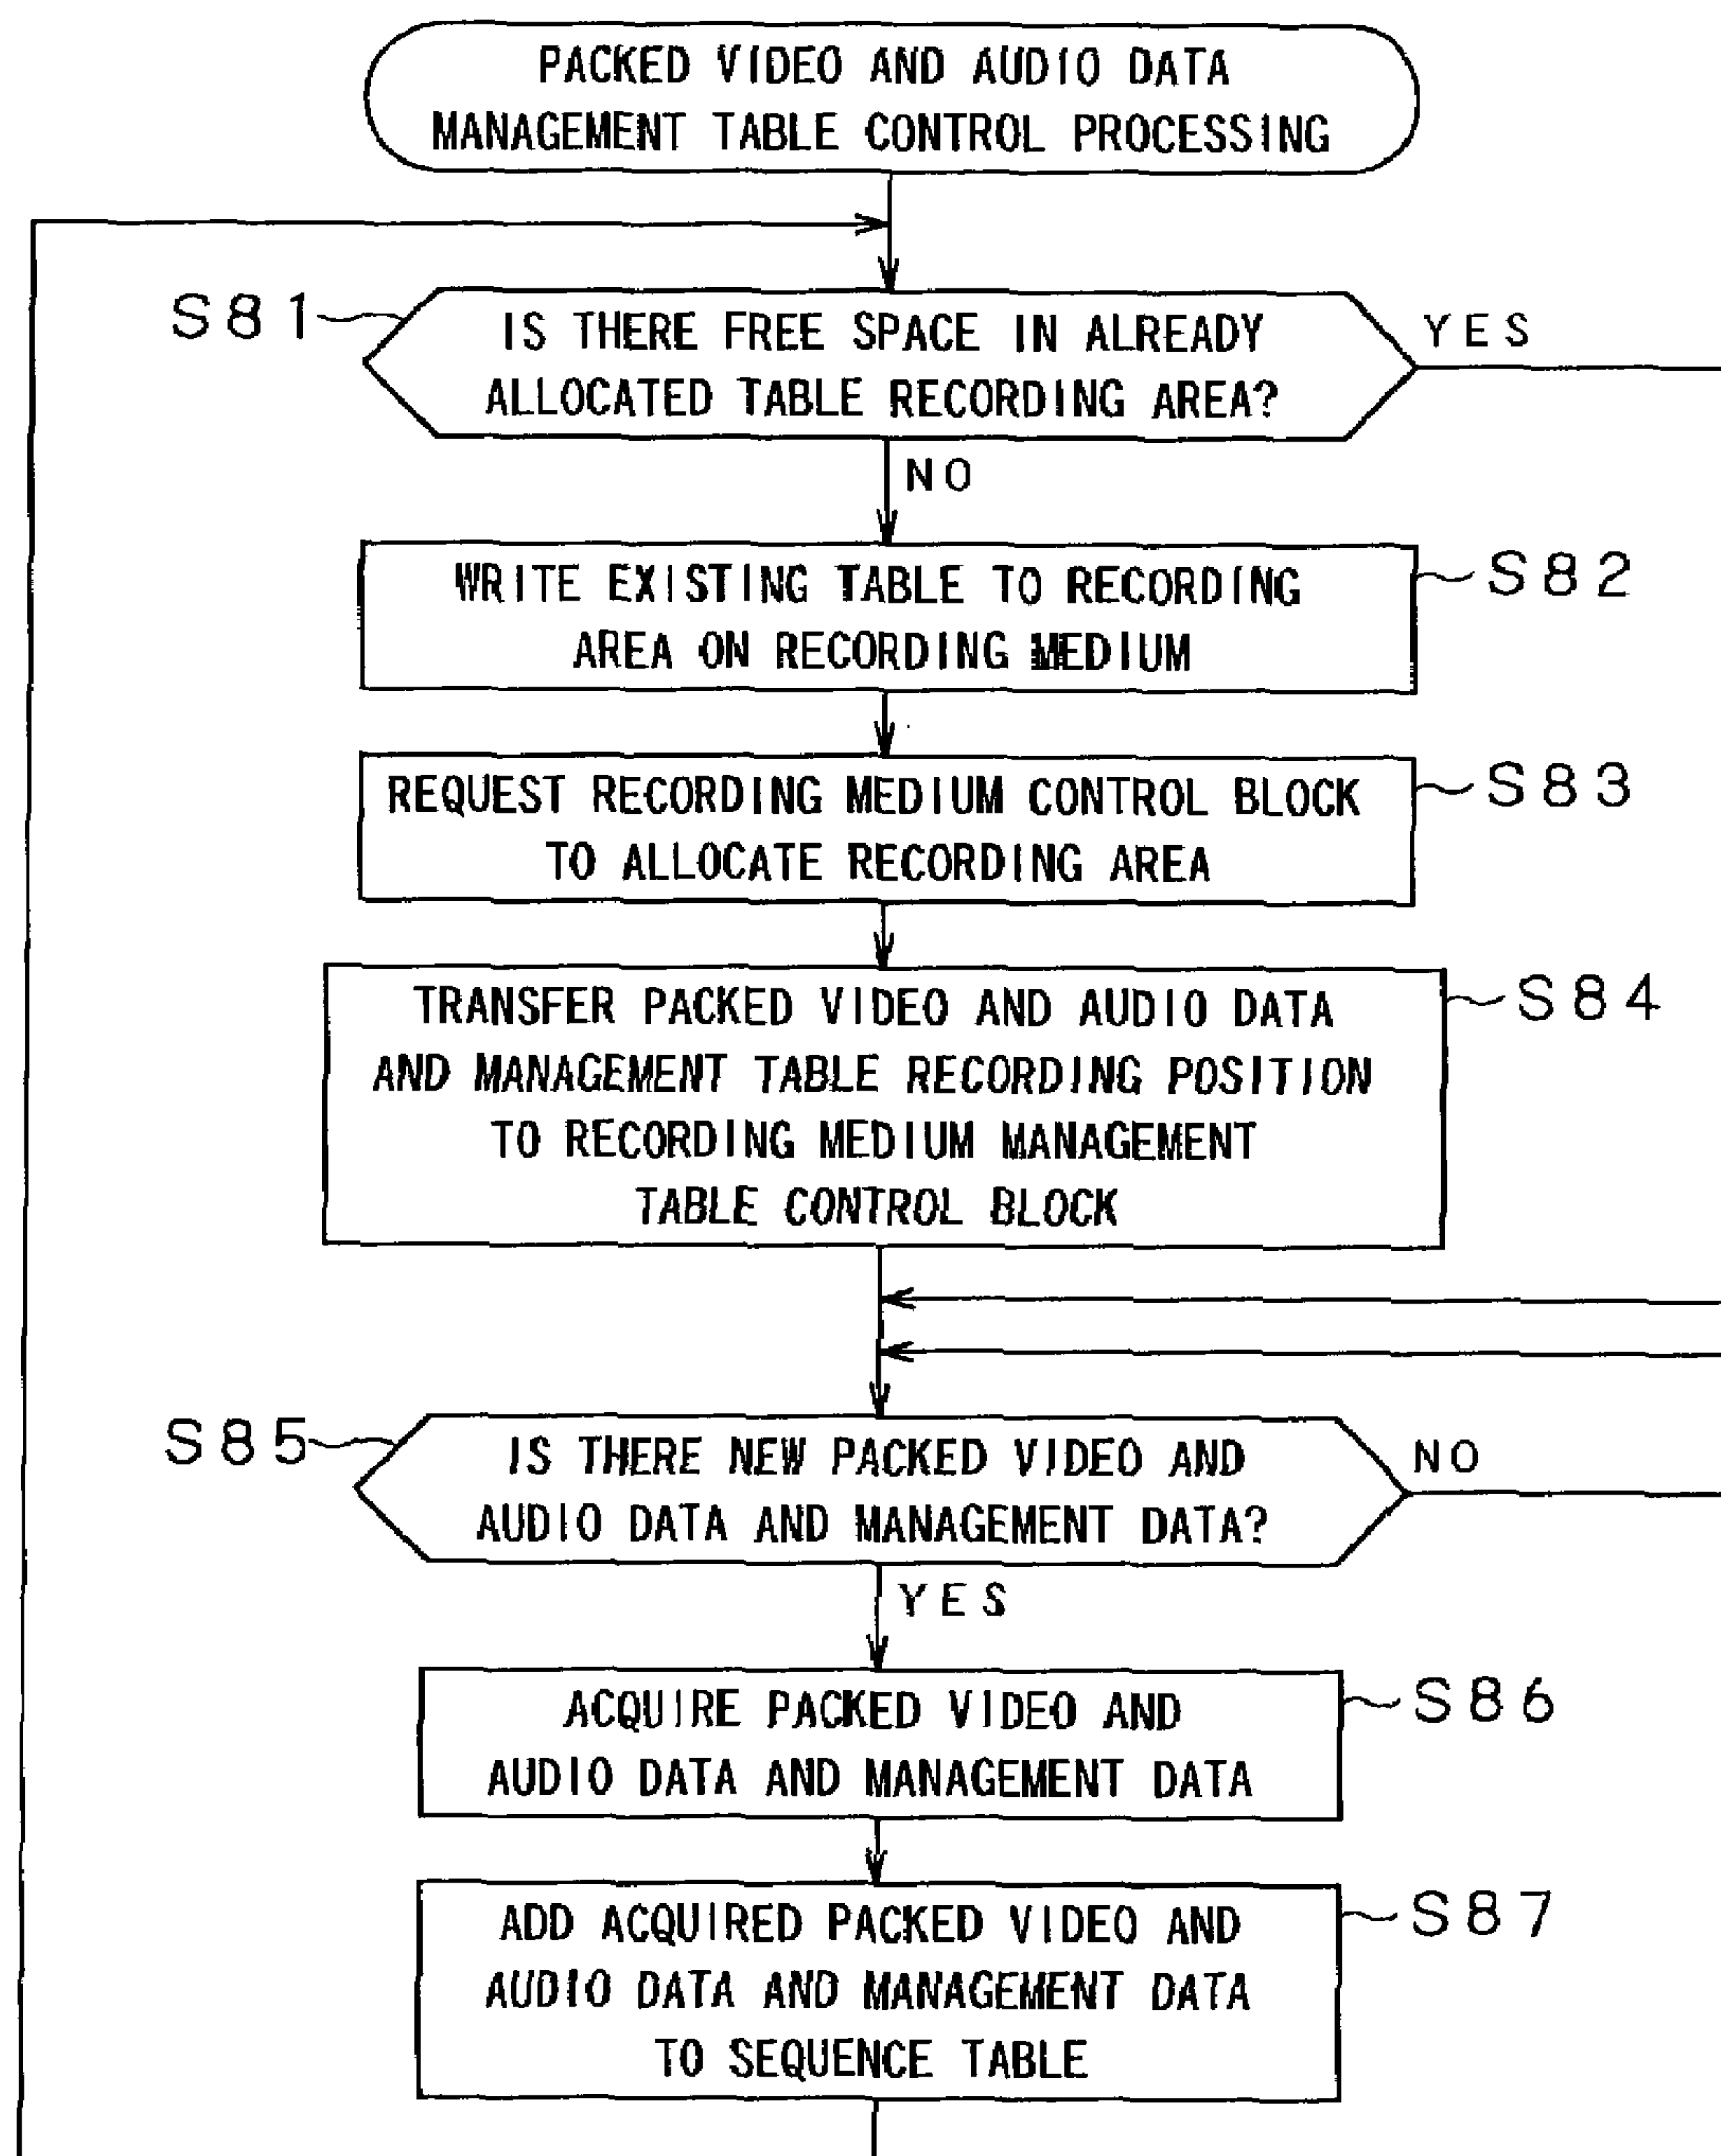 PACKED VIDEO AND AUDIO DATA
MANAGEMENT TABLE CONTROL PROCESSING
S81
IS THERE FREE SPACE IN ALREADY
ALLOCATED TABLE RECORDING AREA?
YES
NO
WRITE EXISTING TABLE TO RECORDING
AREA ON RECORDING MEDIUM
S82
REQUEST RECORDING MEDIUM CONTROL BLOCK
TO ALLOCATE RECORDING AREA
S83
TRANSFER PACKED VIDEO AND AUDIO DATA
AND MANAGEMENT TABLE RECORDING POSITION
TO RECORDING MEDIUM MANAGEMENT
TABLE CONTROL BLOCK
S84
S85
IS THERE NEW PACKED VIDEO AND
AUDIO DATA AND MANAGEMENT DATA?
NO
YES
ACQUIRE PACKED VIDEO AND
AUDIO DATA AND MANAGEMENT DATA
S86
ADD ACQUIRED PACKED VIDEO AND
AUDIO DATA AND MANAGEMENT DATA
TO SEQUENCE TABLE
S87